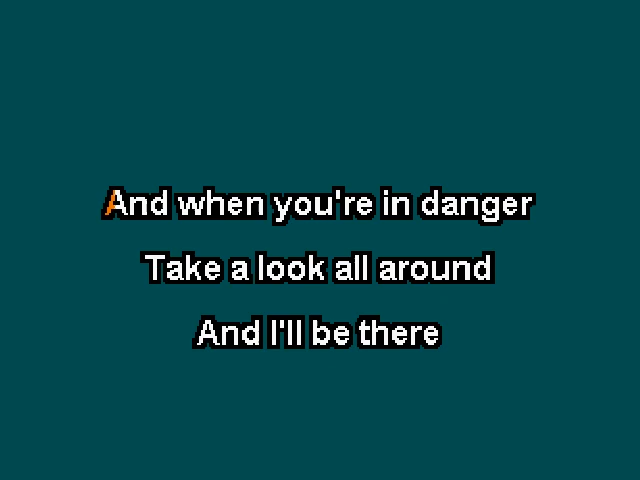 And when you're in danger
Take a look all around
And I'll be there